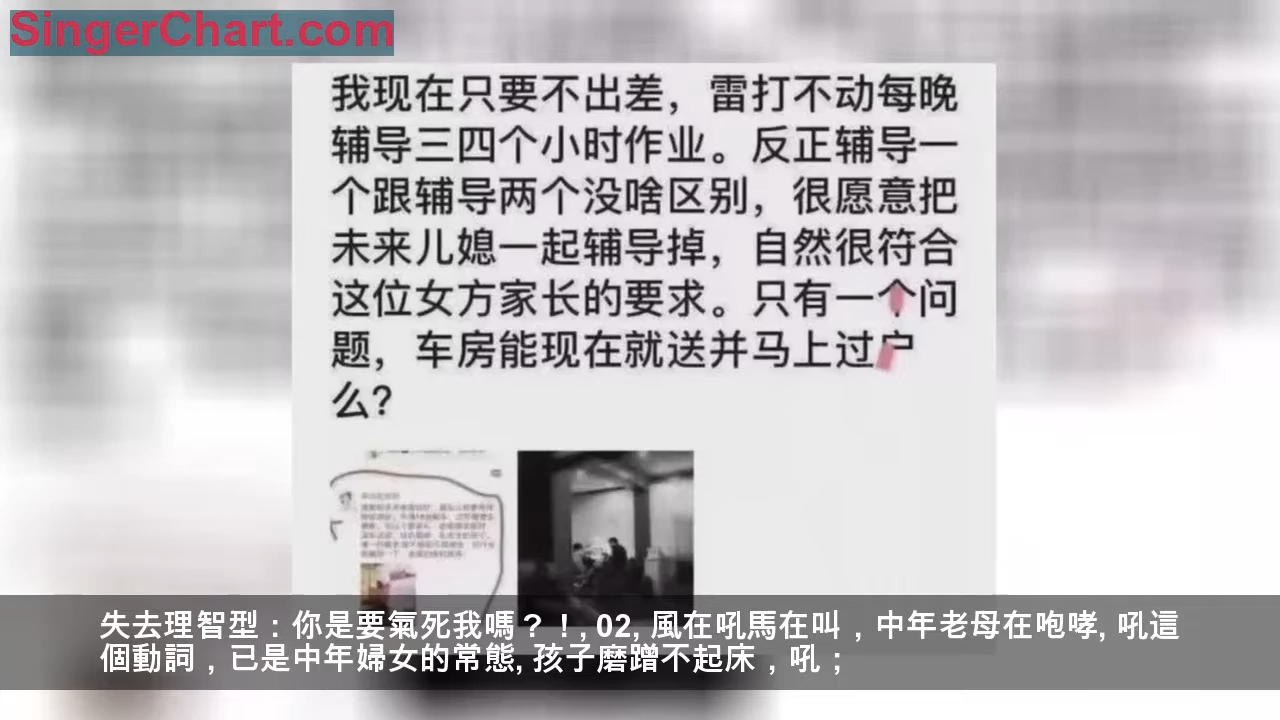 SingerChart.com
我现在只要不出差，雷打不动每晚
辅导三四个小时作业。反正辅导一
个跟辅导两个没啥区别，很愿意把
未来儿媳一起辅导掉，自然很符合
这位女方家长的要求。只有一个问
题，车房能现在就送并马上过户
么?
失去理智型：你是要氣死我嗎？！, 02, 風在吼馬在叫，中年老母在咆哮, 吼這
個動詞，已是中年婦女的常態, 孩子磨蹭不起床，吼；